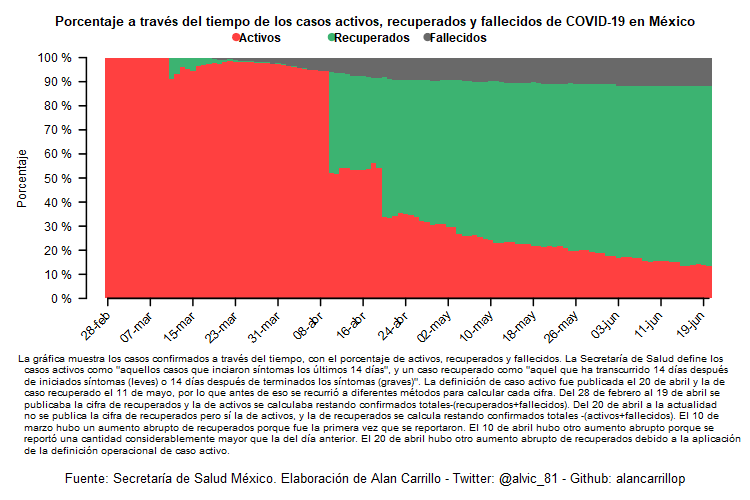 Porcentaje a través del tiempo de los casos activos, recuperados y fallecidos de COVID-19 en México
Activos Recuperados Fallecidos
100 %
90 %
80 %
70 %
60 %
50 %
40 %
30 %
20 %
10 %
0 %
Porcentaje
28-feb 07-mar 15-mar 23-mar 31-mar 08-abr 16-abr 24-abr 02-may 10-may 18-may 26-may 03-jun 11-jun 19-jun
La gráfica muestra los casos confirmados a través del tiempo, con el porcentaje de activos, recuperados y fallecidos. La Secretaría de Salud define los
casos activos como "aquellos casos que inciaron síntomas los últimos 14 días", y un caso recuperado como "aquel que ha transcurrido 14 días después
de iniciados síntomas (leves) o 14 días después de terminados los síntomas (graves)". La definición de caso activo fue publicada el 20 de abril y la de
caso recuperado el 11 de mayo, por lo que antes de eso se recurrió a diferentes métodos para calcular cada cifra. Del 28 de febrero al 19 de abril se
publicaba la cifra de recuperados y la de activos se calculaba restando confirmados totales-(recuperados+fallecidos). Del 20 de abril a la actualidad
no se publica la cifra de recuperados pero sí la de activos, y la de recuperados se calcula restando confirmados totales -(activos+fallecidos). El 10 de
marzo hubo un aumento abrupto de recuperados porque fue la primera vez que se reportaron. El 10 de abril hubo otro aumento abrupto porque se
reportó una cantidad considerablemente mayor que la del día anterior. El 20 de abril hubo otro aumento abrupto de recuperados debido a la aplicación
de la definición operacional de caso activo.
Fuente: Secretaría de Salud México. Elaboración de Alan Carrillo - Twitter: @alvic_81 - Github: alancarrillop